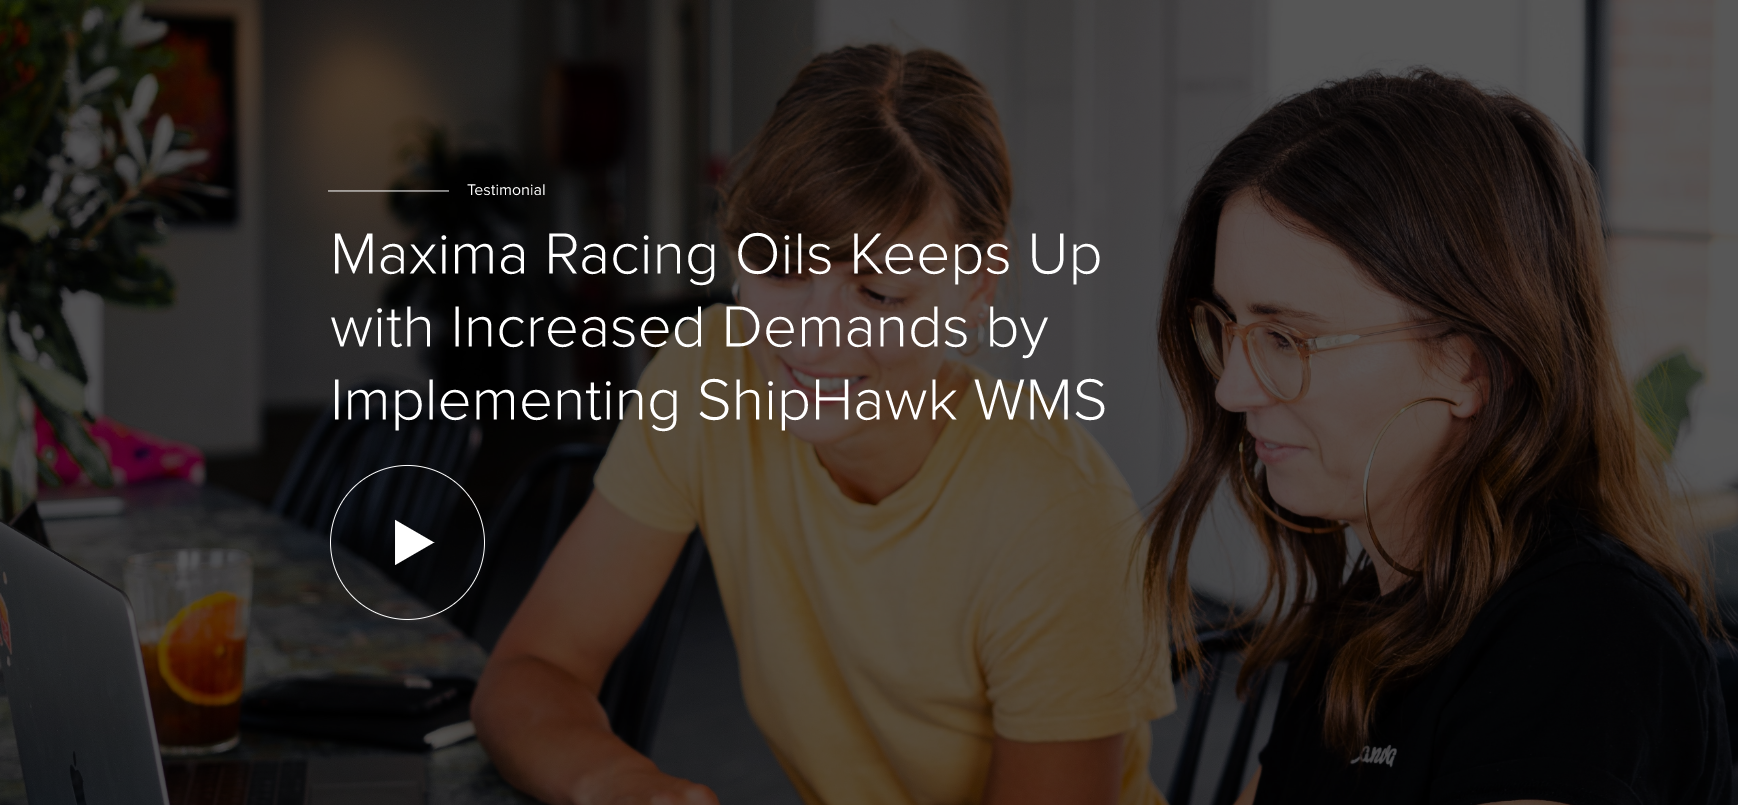 Testimonial
Maxima Racing Oils Keeps Up
with Increased Demands by
Implementing ShipHawk WMS